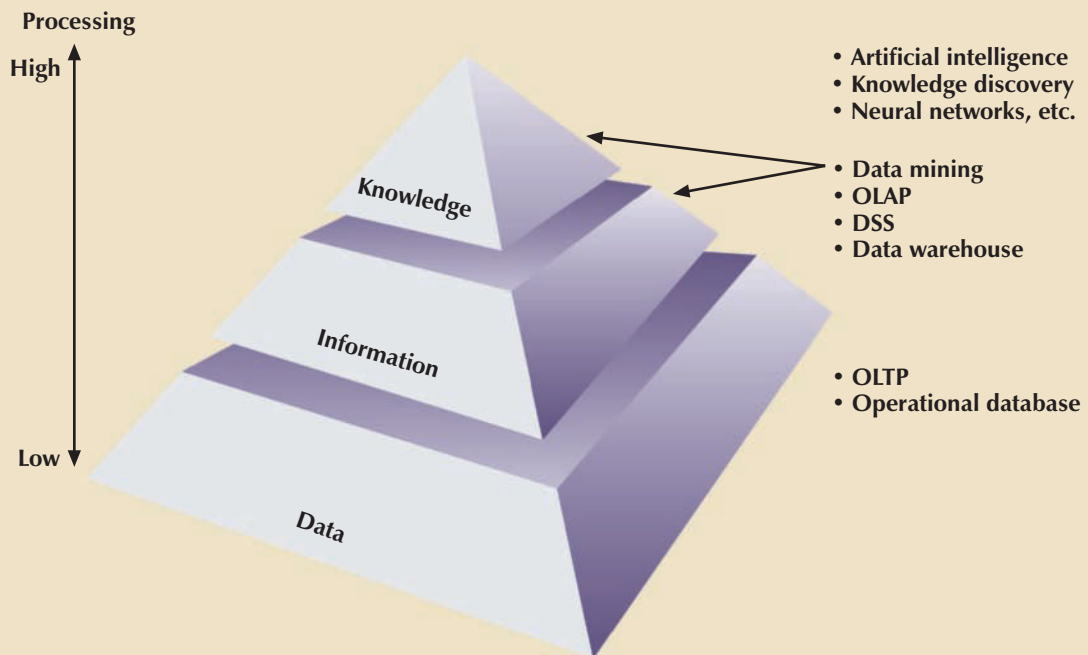 Processing
High
Low
Knowledge
Information
Data
• Artificial intelligence
• Knowledge discovery
• Neural networks, etc.
• Data mining
• OLAP
• DSS
• Data warehouse
• OLTP
• Operational database